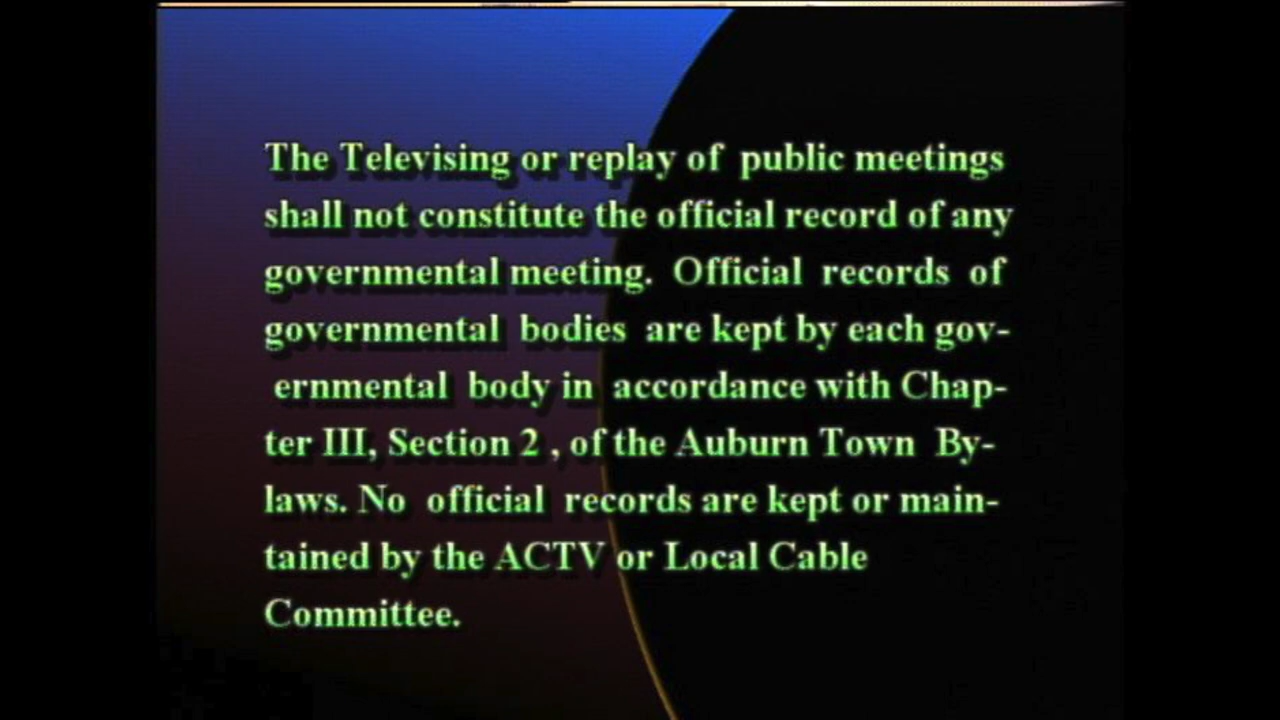 The Televising or replay of public meetings
shall not constitute the official record of any
governmental meeting. Official records of
governmental bodies are kept by each gov-
ernmental body in accordance with Chap-
ter III, Section 2 , of the Auburn Town By-
laws. No official records are kept or main-
tained by the ACTV or Local Cable
Committee.